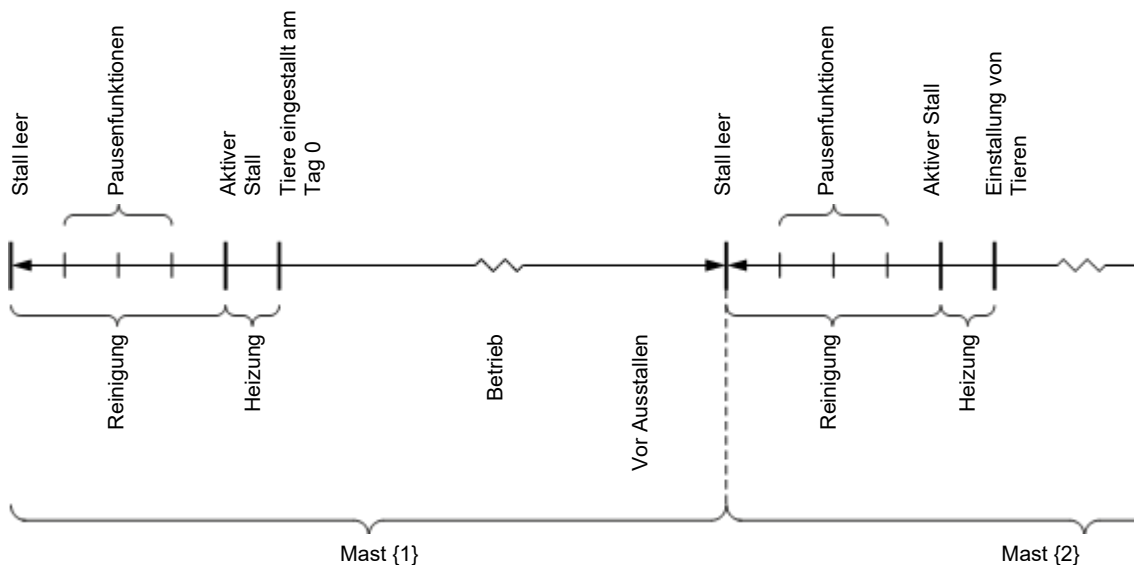 Stall leer
Pausenfunktionen
Aktiver
Stall
Tiere eingestallt am
Tag 0
Stall leer
Pausenfunktionen
Aktiver Stall
Einstallung von
Tieren
Reinigung
Heizung
Betrieb
Vor Ausstallen
Reinigung
Heizung
Mast {1}
Mast {2}